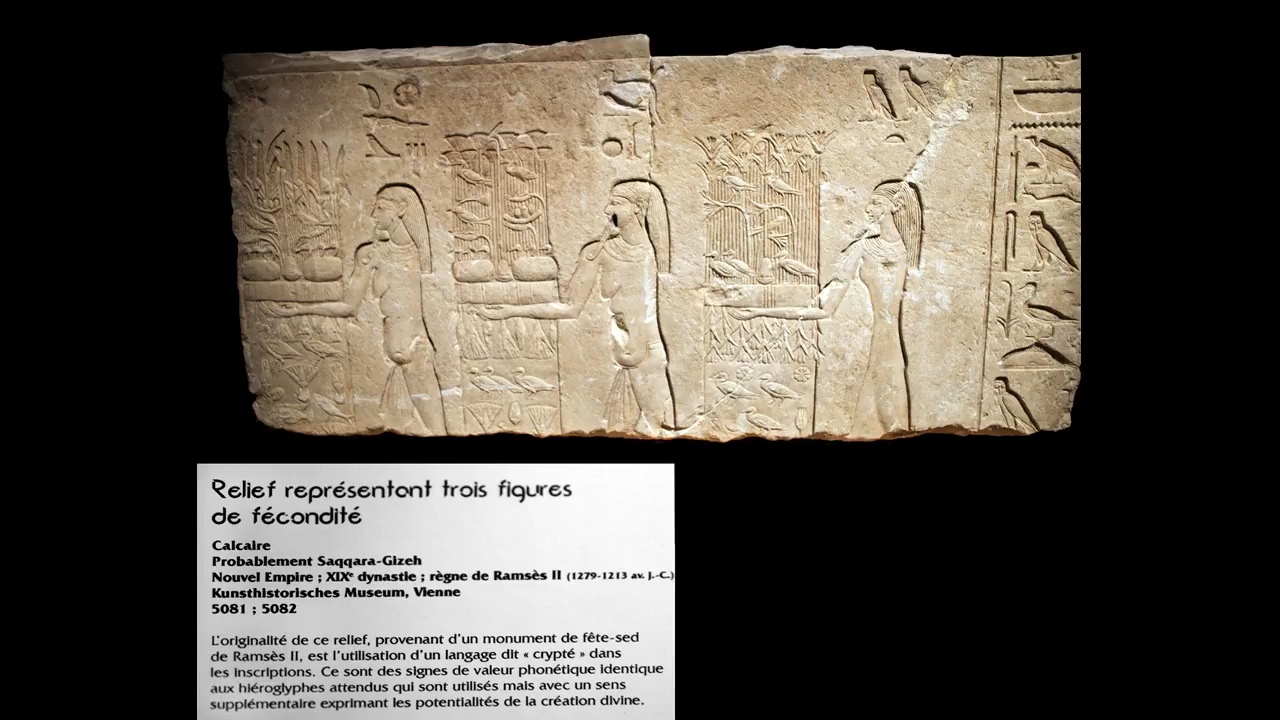 Relief représentant trois figures
de fécondité
Calcaire
Probablement Saqqara-Gizeh
Nouvel Empire ; XIXe dynastie ; règne de Ramsès II (1279-1213 av. J.-C.)
Kunsthistorisches Museum, Vienne
5081 ; 5082
L'originalité de ce relief, provenant d'un monument de fête-sed
de Ramsès II, est l'utilisation d'un langage dit « crypté » dans
les inscriptions. Ce sont des signes de valeur phonétique identique
aux hiéroglyphes attendus qui sont utilisés mais avec un sens
supplémentaire exprimant les potentialités de la création divine.